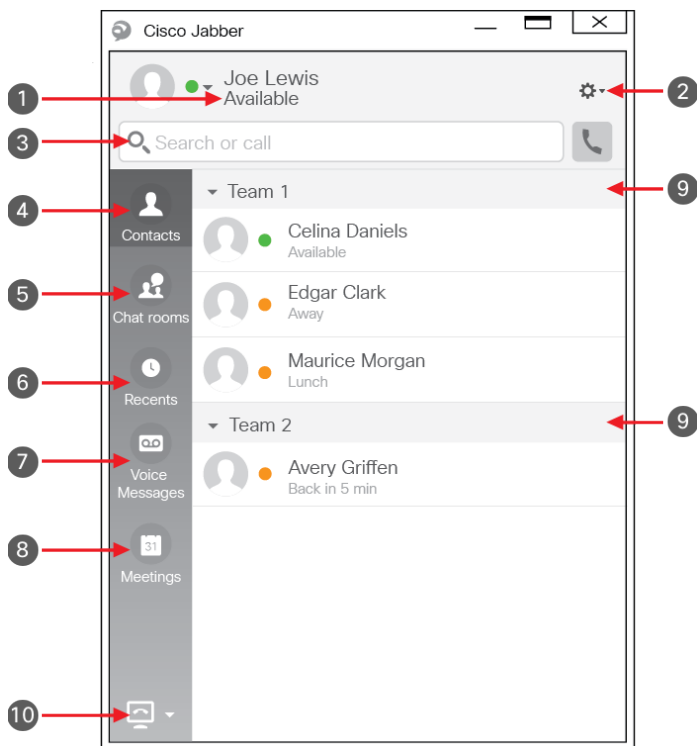 Cisco Jabber
Joe Lewis
1
Available
2
3
Search or call
4
Contacts
Team 1
9
Celina Daniels
Available
5
Chat rooms
Edgar Clark
Away
6
Recents
Maurice Morgan
Lunch
Team 2
9
7
Voice
Messages
Avery Griffen
Back in 5 min
8
31
Meetings
10